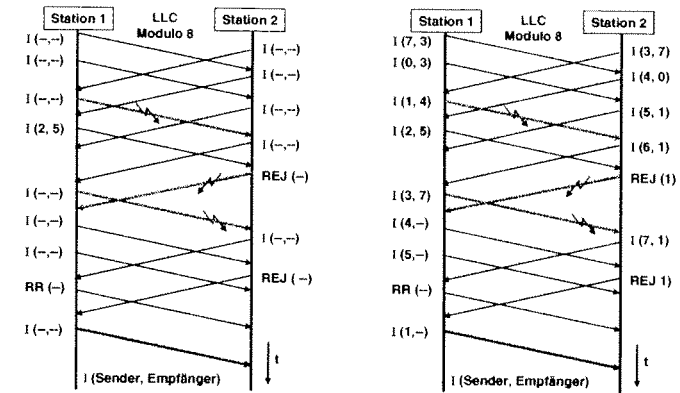 Station 1
LLC
Modulo 8
Station 2
I (–,--)
I (–,--)
I (–,--)
I (2, 5)
I (–,--)
I (–,--)
I (–,--)
RR (--)
I (–,--)
I (–,--)
I (–,--)
I (–,--)
I (–,--)
REJ (--)
I (–,--)
REJ ( --)
t
I (Sender, Empfänger)
Station 1
LLC
Modulo 8
Station 2
I (7, 3)
I (0, 3)
I (1, 4)
I (2, 5)
I (3, 7)
I (4,--)
I (5,--)
RR (--)
I (1,--)
I (3, 7)
I (4, 0)
I (5, 1)
I (6, 1)
REJ (1)
I (7, 1)
REJ 1)
t
I (Sender, Empfänger)